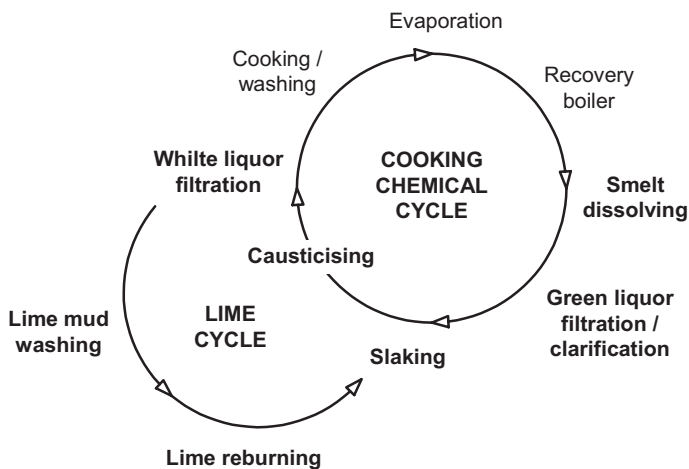 Evaporation
Cooking /
washing
Recovery
boiler
Whilte liquor
filtration
COOKING
CHEMICAL
CYCLE
Smelt
dissolving
Causticising
Green liquor
filtration /
clarification
LIME
CYCLE
Lime mud
washing
Slaking
Lime reburning